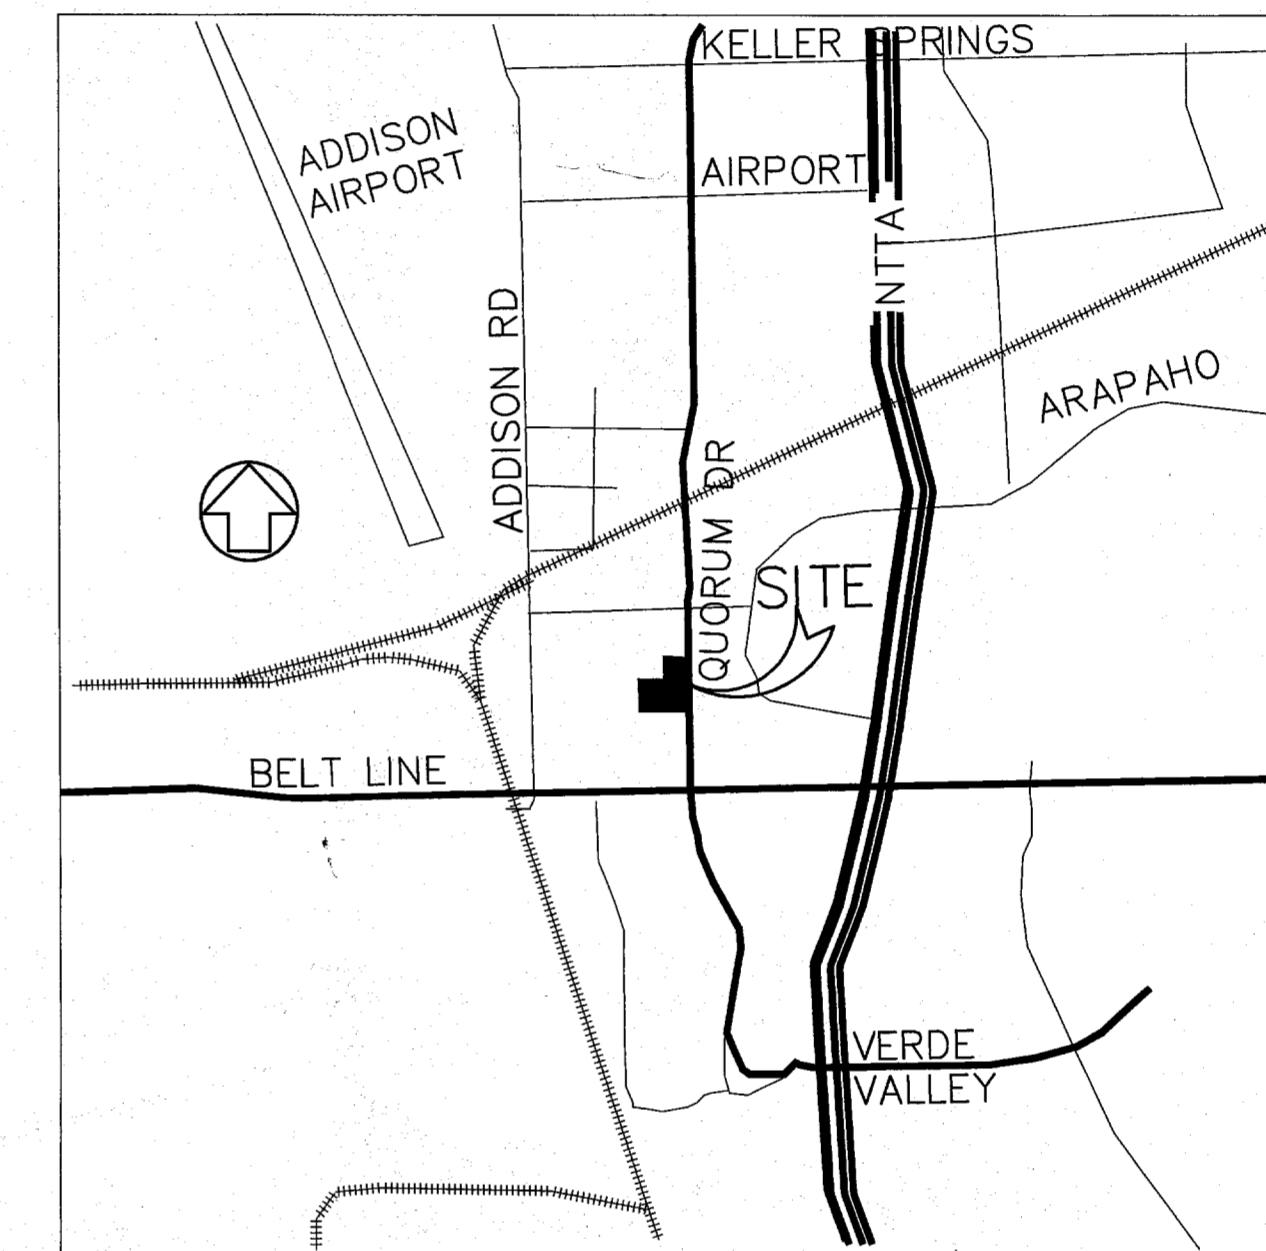 KELLER SPRINGS
ADDISON
AIRPORT
AIRPORT
NTTA
ADDISON RD
ARAPAHO
QUORUM DR
SITE
BELT LINE
VERDE
VALLEY